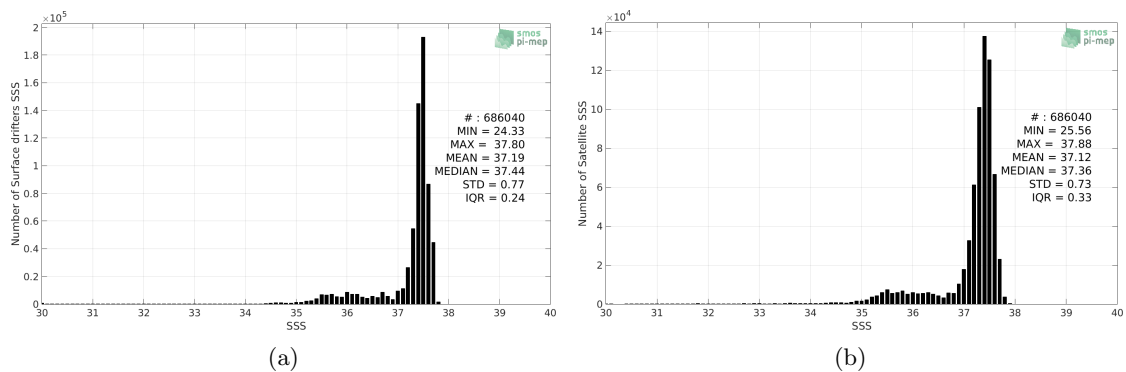 ×10⁵
2
1.8
1.6
1.4
1.2
1
0.8
0.6
0.4
0.2
0
Number of Surface drifters SSS
30 31 32 33 34 35 36 37 38 39 40
SSS
smos
pi-mep
# : 686040
MIN = 24.33
MAX = 37.80
MEAN = 37.19
MEDIAN = 37.44
STD = 0.77
IQR = 0.24
(a)
×10⁴
14
12
10
8
6
4
2
0
Number of Satellite SSS
30 31 32 33 34 35 36 37 38 39 40
SSS
smos
pi-mep
# : 686040
MIN = 25.56
MAX = 37.88
MEAN = 37.12
MEDIAN = 37.36
STD = 0.73
IQR = 0.33
(b)